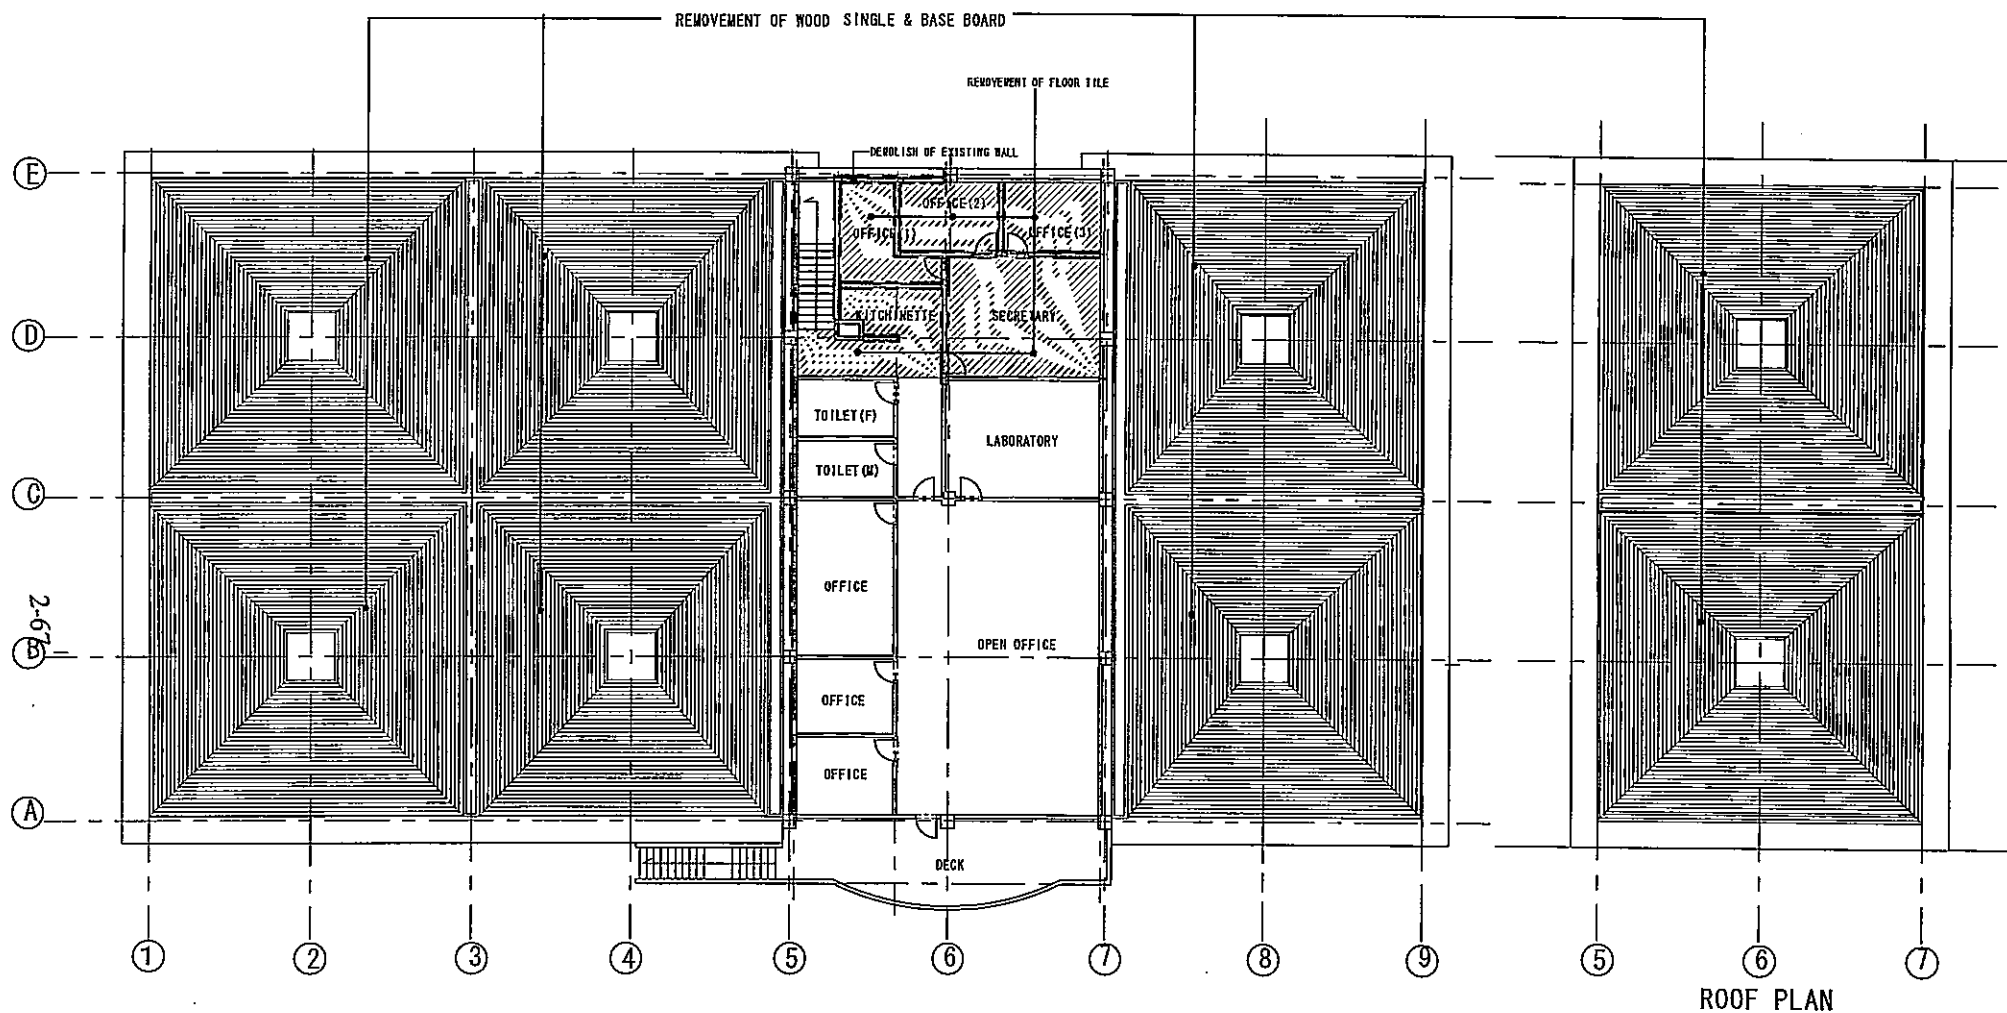 REMOVEMENT OF WOOD SINGLE & BASE BOARD
REMOVEMENT OF FLOOR TILE
DEMOLISH OF EXISTING WALL
E
OFFICE(2)
OFFICE(1)
OFFICE(3)
D
KITCHINETTE
SECRETARY
TOILET(F)
LABORATORY
TOILET(M)
C
OFFICE
2-67
B
OPEN OFFICE
OFFICE
OFFICE
A
DECK
1 2 3 4 5 6 7 8 9 5 6 7
ROOF PLAN